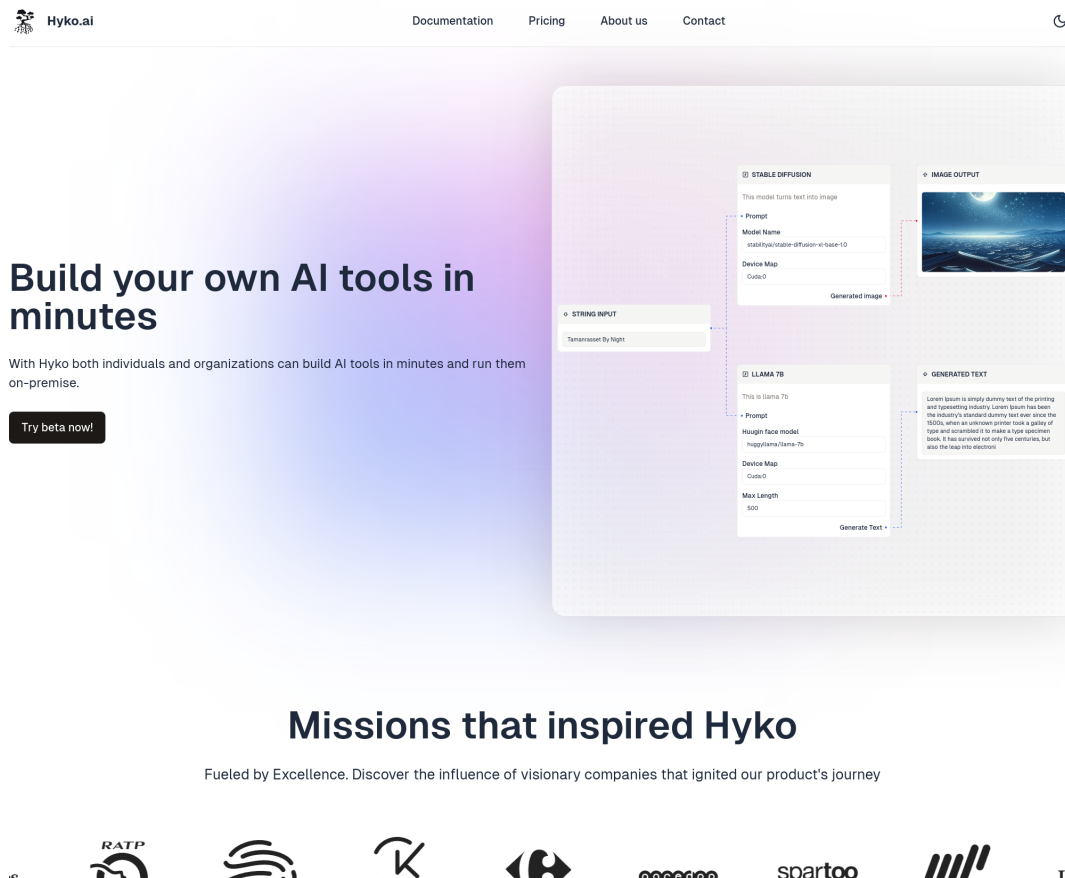 Hyko.ai
Documentation
Pricing
About us
Contact
Build your own AI tools in
minutes
With Hyko both individuals and organizations can build AI tools in minutes and run them
on-premise.
Try beta now!
STRING INPUT
Tamanrasset By Night
STABLE DIFFUSION
This model turns text into image
Prompt
Model Name
stabilityai/stable-diffusion-xl-base-1.0
Device Map
Cuda:0
Generated image
IMAGE OUTPUT
LLAMA 7B
This is llama 7b
Prompt
Huugin face model
huggyllama/llama-7b
Device Map
Cuda:0
Max Length
500
Generate Text
GENERATED TEXT
Lorem Ipsum is simply dummy text of the printing
and typesetting industry. Lorem Ipsum has been
the industry's standard dummy text ever since the
1500s, when an unknown printer took a galley of
type and scrambled it to make a type specimen
book. It has survived not only five centuries, but
also the leap into electroni
Missions that inspired Hyko
Fueled by Excellence. Discover the influence of visionary companies that ignited our product's journey
RATP
ooredoo
spartoo